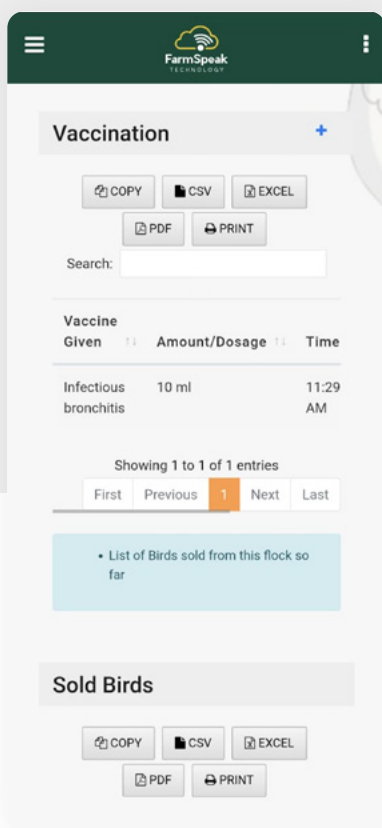 FarmSpeak
TECHNOLOGY
Vaccination +
COPY CSV EXCEL
PDF PRINT
Search:
Vaccine
Given Amount/Dosage Time
Infectious 10 ml 11:29
bronchitis AM
Showing 1 to 1 of 1 entries
First Previous 1 Next Last
• List of Birds sold from this flock so
far
Sold Birds
COPY CSV EXCEL
PDF PRINT